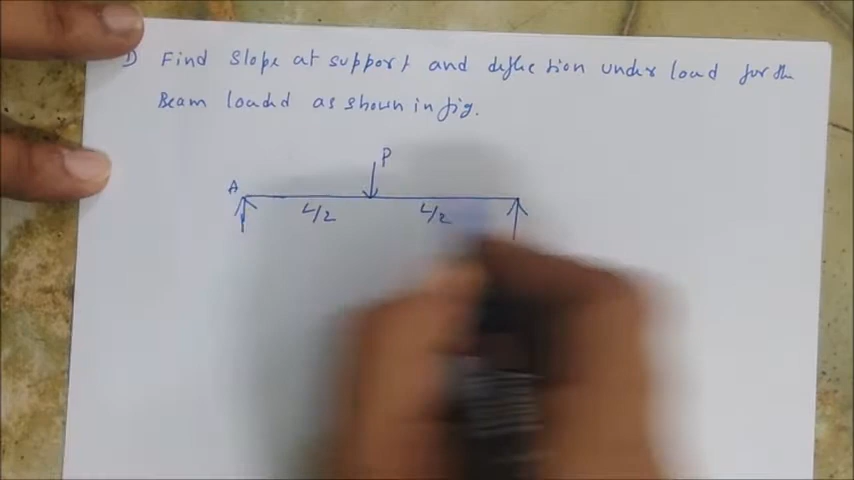 1) Find slope at support and deflection under load for the
Beam loaded as shown in fig.
P
A
L/2 L/2